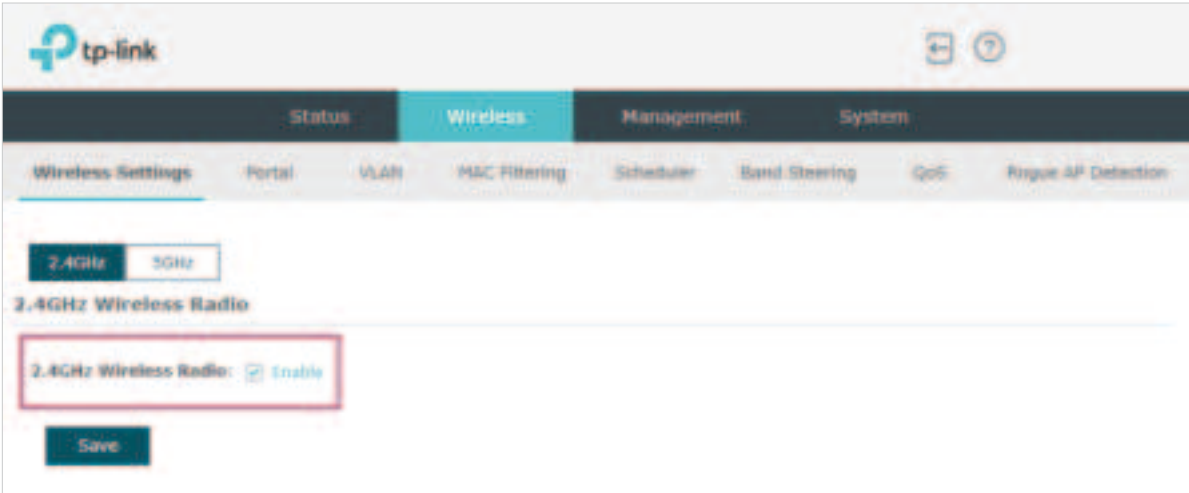 tp-link
Status Wireless Management System
Wireless Settings Portal VLAN MAC Filtering Scheduler Band Steering QoS Rogue AP Detection
2.4GHz 5GHz
2.4GHz Wireless Radio
2.4GHz Wireless Radio: Enable
Save